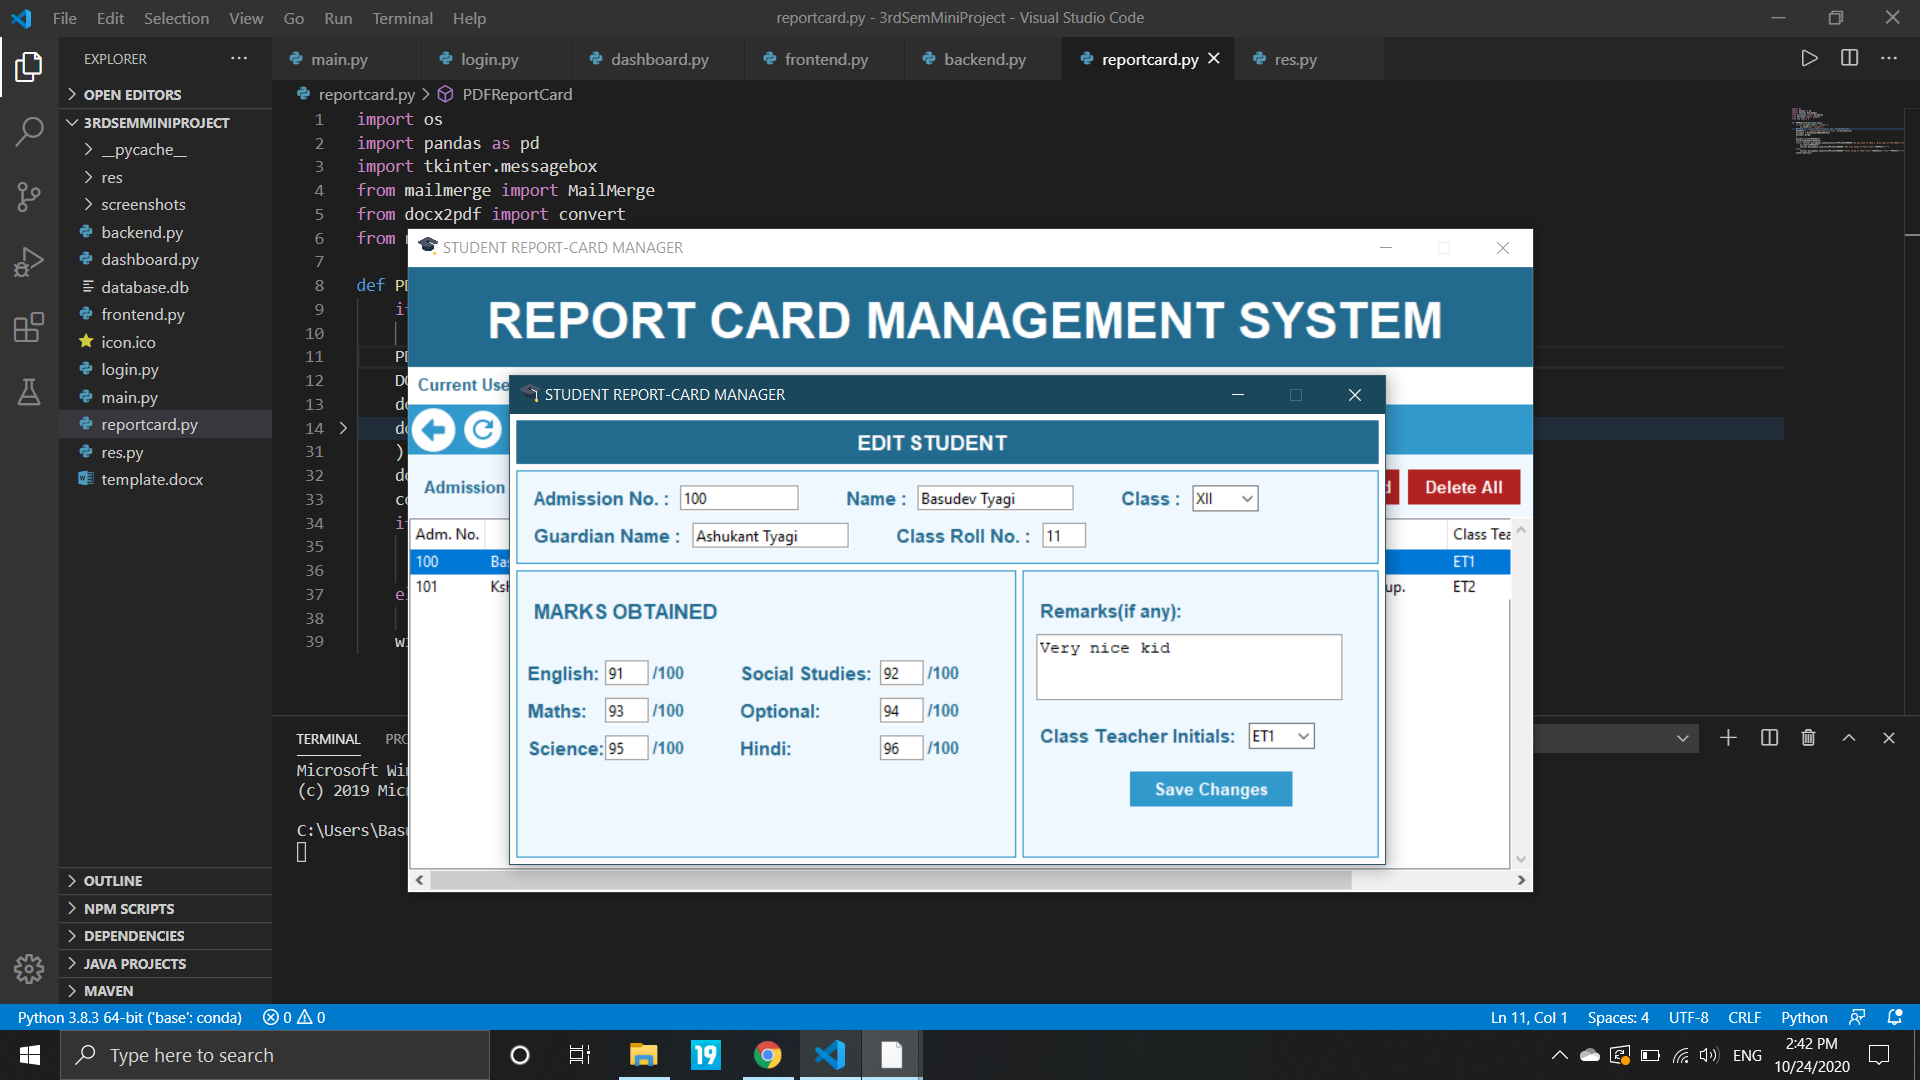 File Edit Selection View Go Run Terminal Help
reportcard.py - 3rdSemMiniProject - Visual Studio Code
EXPLORER
main.py login.py dashboard.py frontend.py backend.py reportcard.py res.py
OPEN EDITORS
3RDSEMMINIPROJECT
__pycache__
res
screenshots
backend.py
dashboard.py
database.db
frontend.py
icon.ico
login.py
main.py
reportcard.py
res.py
template.docx
OUTLINE
NPM SCRIPTS
DEPENDENCIES
JAVA PROJECTS
MAVEN
reportcard.py > PDFReportCard
1 import os
2 import pandas as pd
3 import tkinter.messagebox
4 from mailmerge import MailMerge
5 from docx2pdf import convert
6 from
7
8 def
9
10
11
12
13
14
31 )
32
33
34
35
36
37
38
39
STUDENT REPORT-CARD MANAGER
REPORT CARD MANAGEMENT SYSTEM
Current
Admission
Delete All
Adm. No. Class
100 ET1
101 up. ET2
STUDENT REPORT-CARD MANAGER
EDIT STUDENT
Admission No. : 100 Name : Basudev Tyagi Class : XII
Guardian Name : Ashukant Tyagi Class Roll No. : 11
MARKS OBTAINED
English: 91 /100 Social Studies: 92 /100
Maths: 93 /100 Optional: 94 /100
Science: 95 /100 Hindi: 96 /100
Remarks(if any):
Very nice kid
Class Teacher Initials: ET1
Save Changes
TERMINAL
Microsoft
(c) 2019
C:\Users\
Python 3.8.3 64-bit ('base': conda) 0 0
Ln 11, Col 1 Spaces: 4 UTF-8 CRLF Python
Type here to search
19
ENG
2:42 PM
10/24/2020